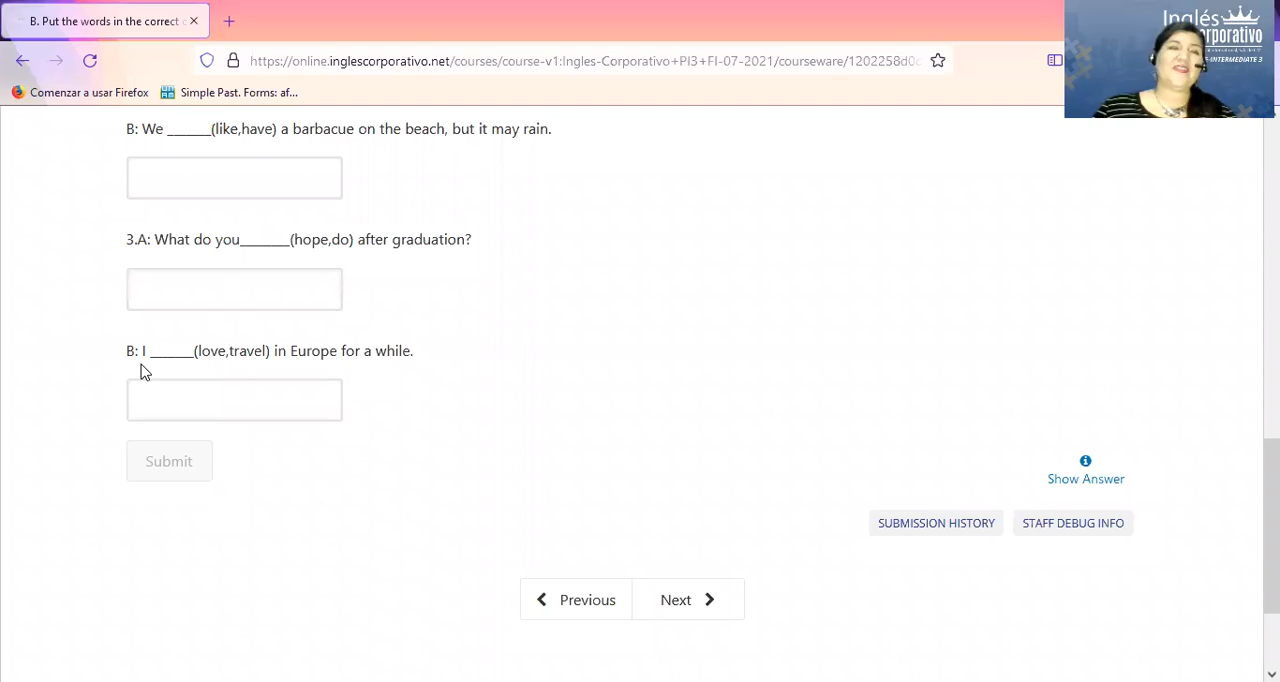 B. Put the words in the correct
Inglés
Corporativo
E-INTERMEDIATE 3
https://online.inglescorporativo.net/courses/course-v1:Ingles-Corporativo+PI3+FI-07-2021/courseware/1202258d0c
Comenzar a usar Firefox
Simple Past. Forms: af...
B: We ______(like,have) a barbacue on the beach, but it may rain.
3.A: What do you_______(hope,do) after graduation?
B: I ______(love,travel) in Europe for a while.
Submit
Show Answer
SUBMISSION HISTORY
STAFF DEBUG INFO
Previous
Next